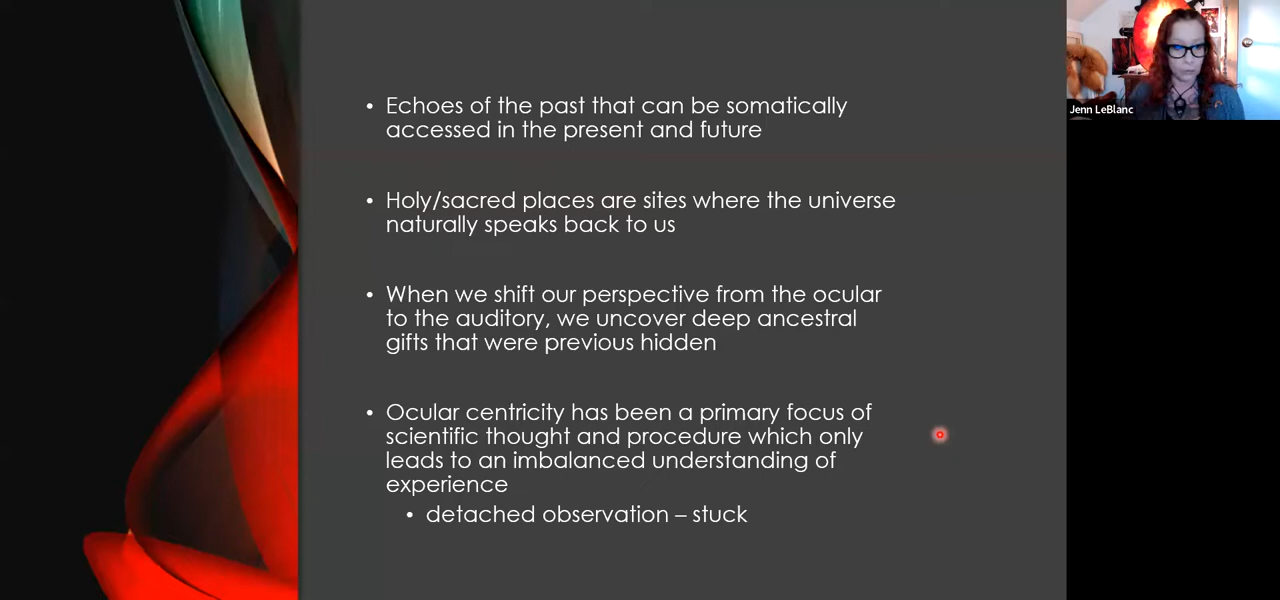 • Echoes of the past that can be somatically
accessed in the present and future
• Holy/sacred places are sites where the universe
naturally speaks back to us
• When we shift our perspective from the ocular
to the auditory, we uncover deep ancestral
gifts that were previous hidden
• Ocular centricity has been a primary focus of
scientific thought and procedure which only
leads to an imbalanced understanding of
experience
• detached observation – stuck
Jenn LeBlanc